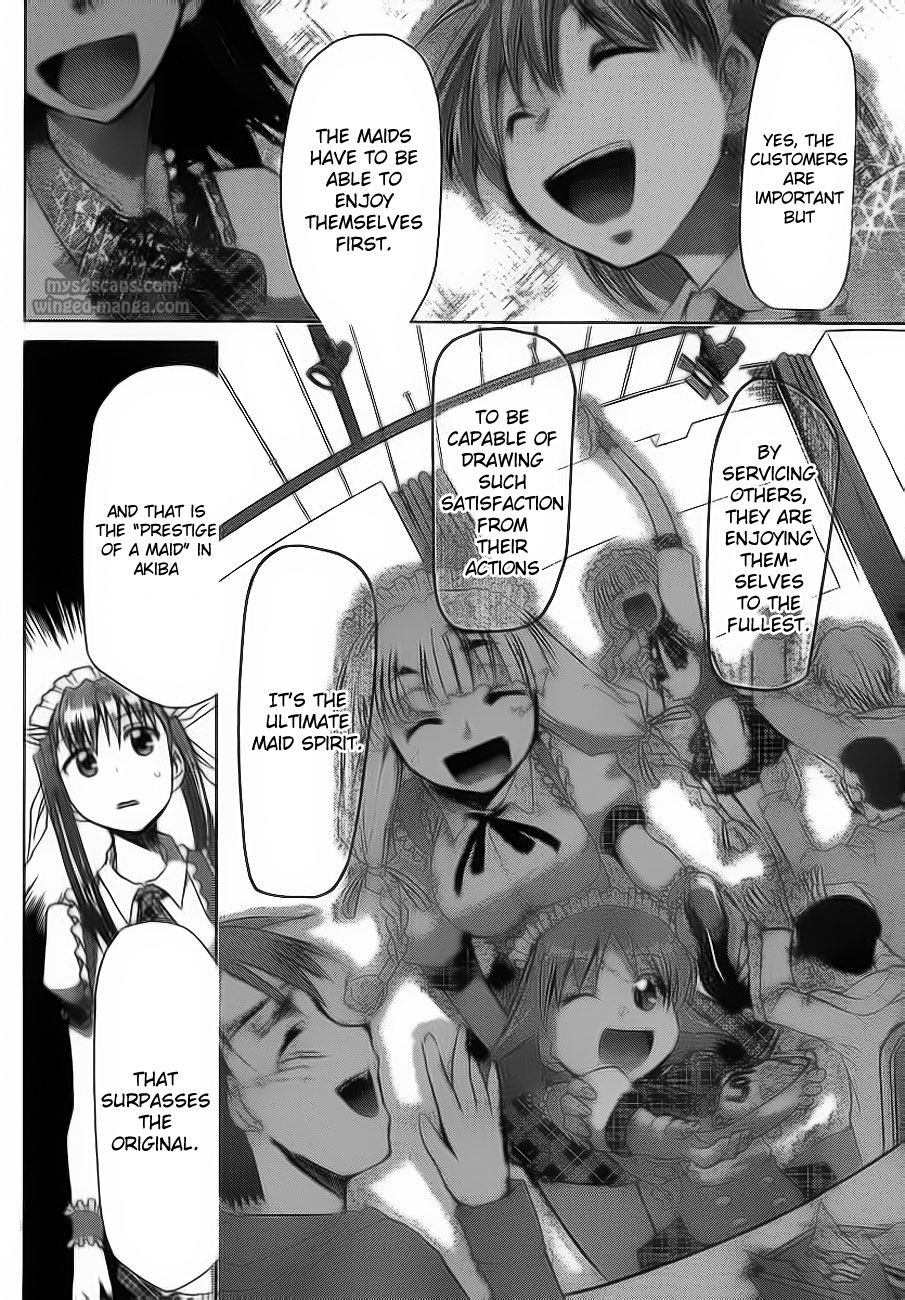 YES, THE
CUSTOMERS
ARE
IMPORTANT
BUT
THE MAIDS
HAVE TO BE
ABLE TO
ENJOY
THEMSELVES
FIRST.
mys2scaps.com
winged-manga.com
BY
SERVICING
OTHERS,
THEY ARE
ENJOYING
THEM-
SELVES
TO THE
FULLEST.
TO BE
CAPABLE OF
DRAWING
SUCH
SATISFACTION
FROM
THEIR
ACTIONS
IT'S THE
ULTIMATE
MAID SPIRIT.
AND THAT IS
THE "PRESTIGE
OF A MAID" IN
AKIBA
THAT
SURPASSES
THE
ORIGINAL.